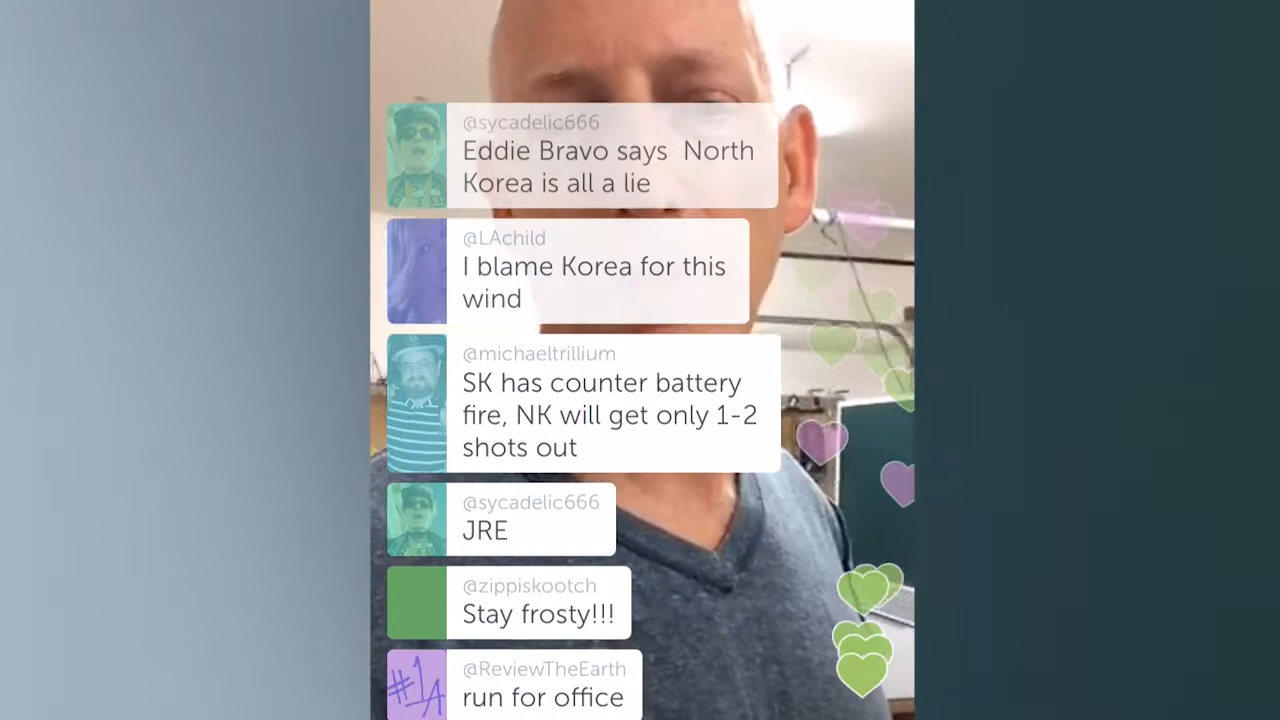 @sycadelic666
Eddie Bravo says North
Korea is all a lie
@LAchild
I blame Korea for this
wind
@michaeltrillium
SK has counter battery
fire, NK will get only 1-2
shots out
@sycadelic666
JRE
@zippiskootch
Stay frosty!!!
#1A
@ReviewTheEarth
run for office